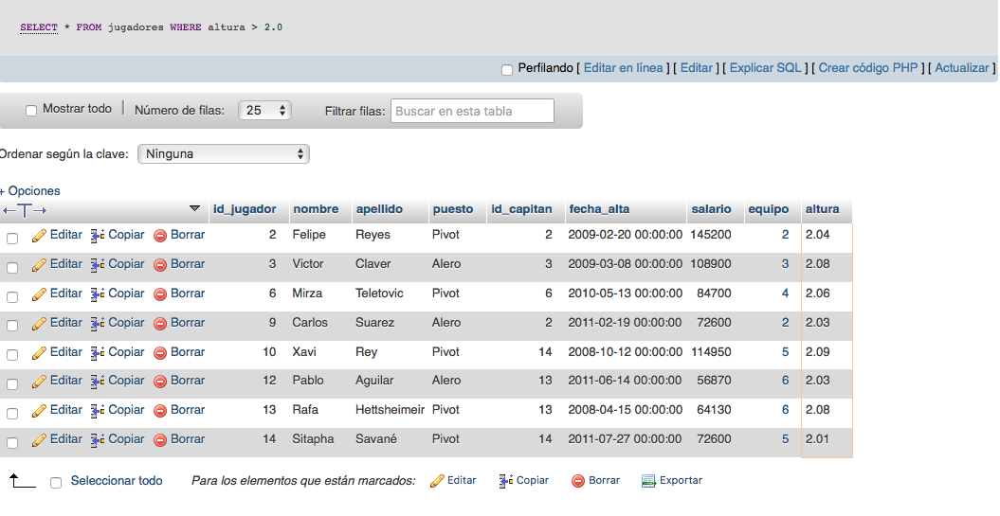 SELECT * FROM jugadores WHERE altura > 2.0
Perfilando [ Editar en línea ] [ Editar ] [ Explicar SQL ] [ Crear código PHP ] [ Actualizar ]
Mostrar todo | Número de filas: 25 Filtrar filas: Buscar en esta tabla
Ordenar según la clave: Ninguna
+ Opciones
←T→ id_jugador nombre apellido puesto id_capitan fecha_alta salario equipo altura
Editar Copiar Borrar 2 Felipe Reyes Pivot 2 2009-02-20 00:00:00 145200 2 2.04
Editar Copiar Borrar 3 Victor Claver Alero 3 2009-03-08 00:00:00 108900 3 2.08
Editar Copiar Borrar 6 Mirza Teletovic Pivot 6 2010-05-13 00:00:00 84700 4 2.06
Editar Copiar Borrar 9 Carlos Suarez Alero 2 2011-02-19 00:00:00 72600 2 2.03
Editar Copiar Borrar 10 Xavi Rey Pivot 14 2008-10-12 00:00:00 114950 5 2.09
Editar Copiar Borrar 12 Pablo Aguilar Alero 13 2011-06-14 00:00:00 56870 6 2.03
Editar Copiar Borrar 13 Rafa Hettsheimeir Pivot 13 2008-04-15 00:00:00 64130 6 2.08
Editar Copiar Borrar 14 Sitapha Savané Pivot 14 2011-07-27 00:00:00 72600 5 2.01
Seleccionar todo Para los elementos que están marcados: Editar Copiar Borrar Exportar